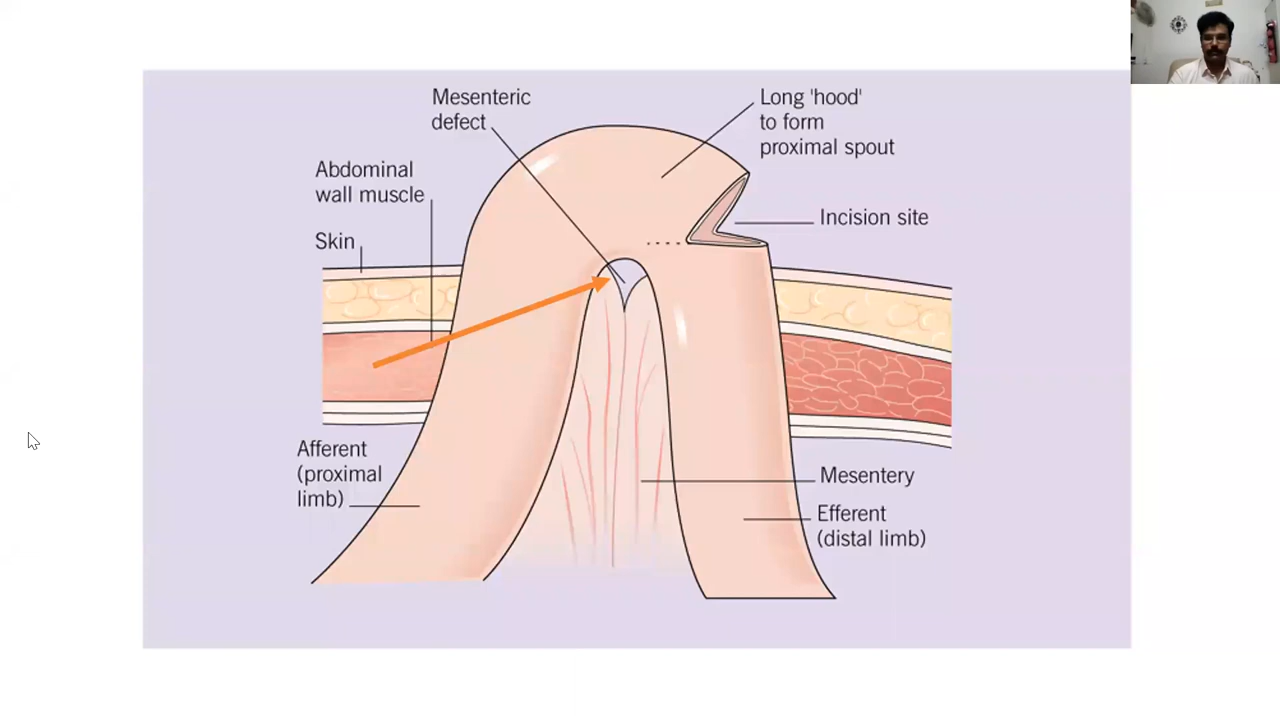 Mesenteric
defect
Long 'hood'
to form
proximal spout
Abdominal
wall muscle
Incision site
Skin
Afferent
(proximal
limb)
Mesentery
Efferent
(distal limb)